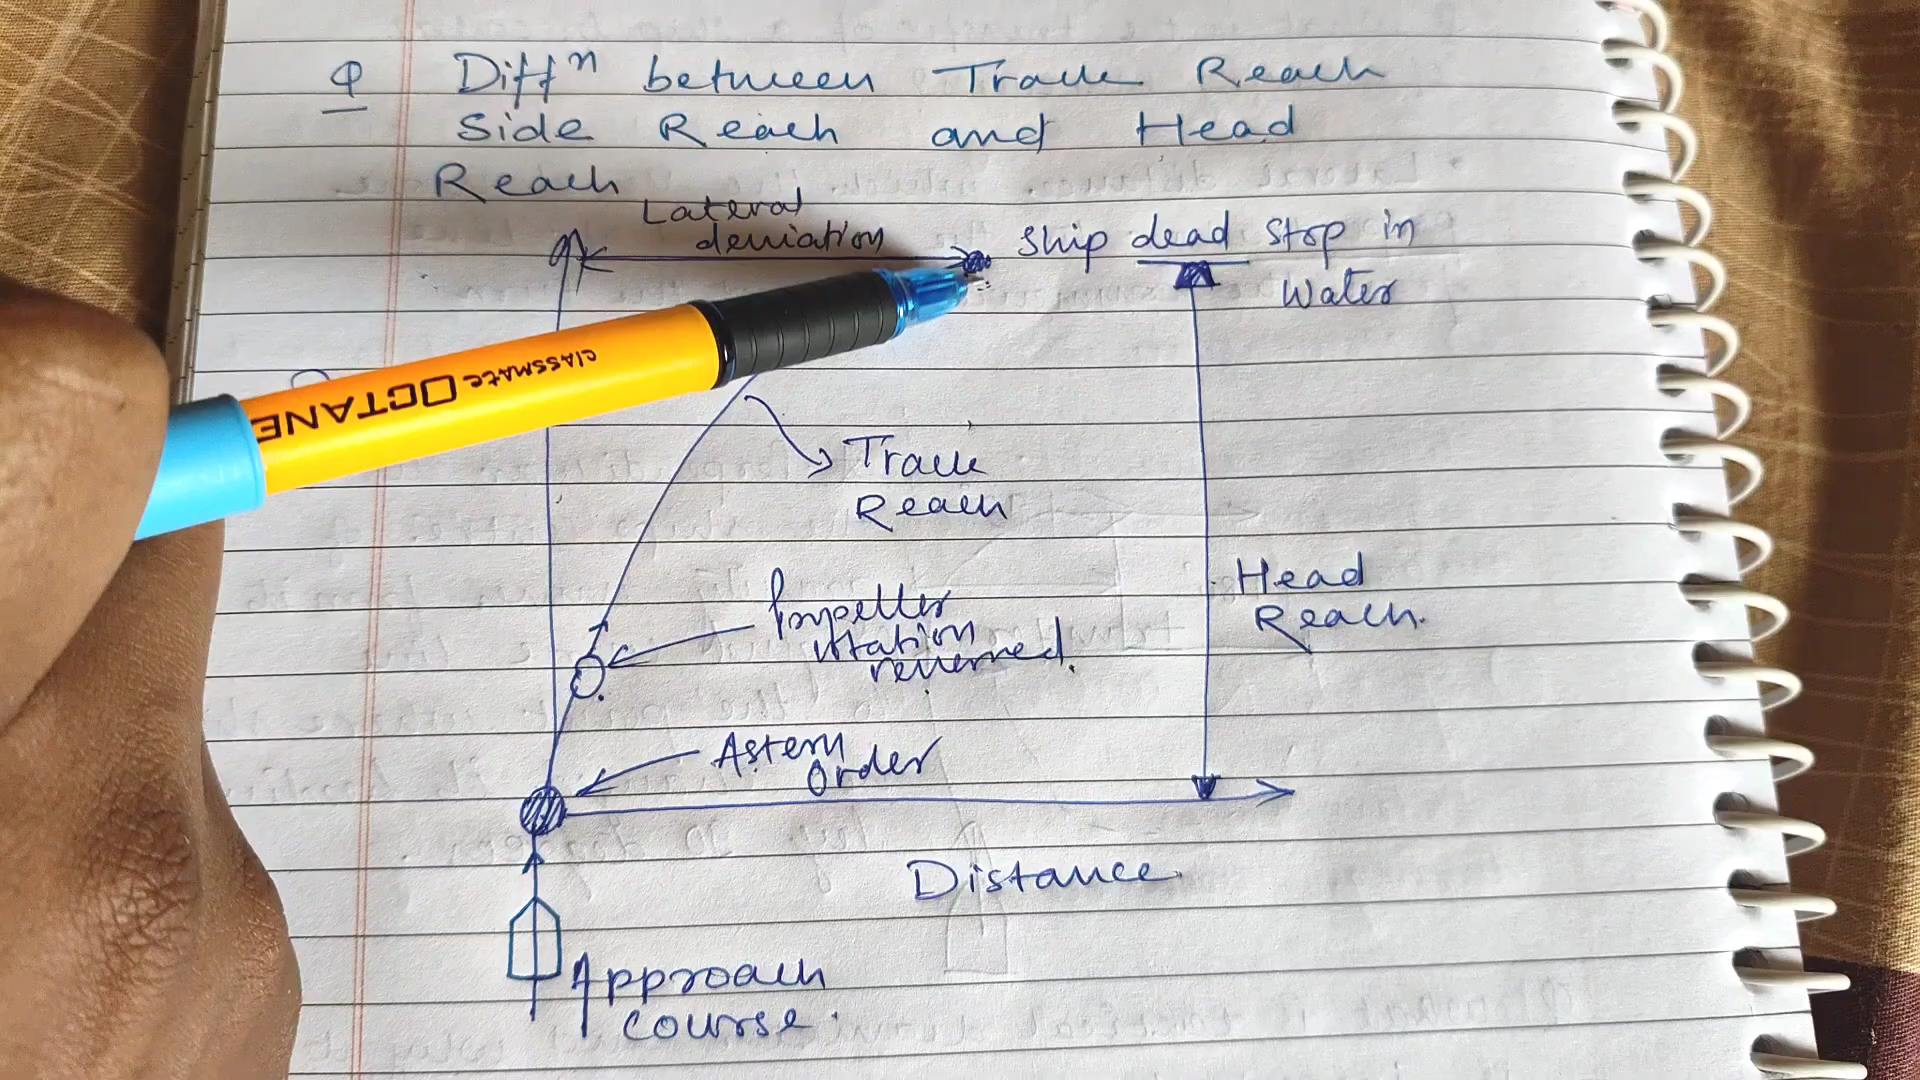 Q Diffn between Track Reach
Side Reach and Head
Reach
Lateral
deviation
Ship dead stop in
Water
classmate OCTANE
Track
Reach
Head
Reach.
Impeller
rotation
reversed.
Astern
Order
Distance.
Approach
course.